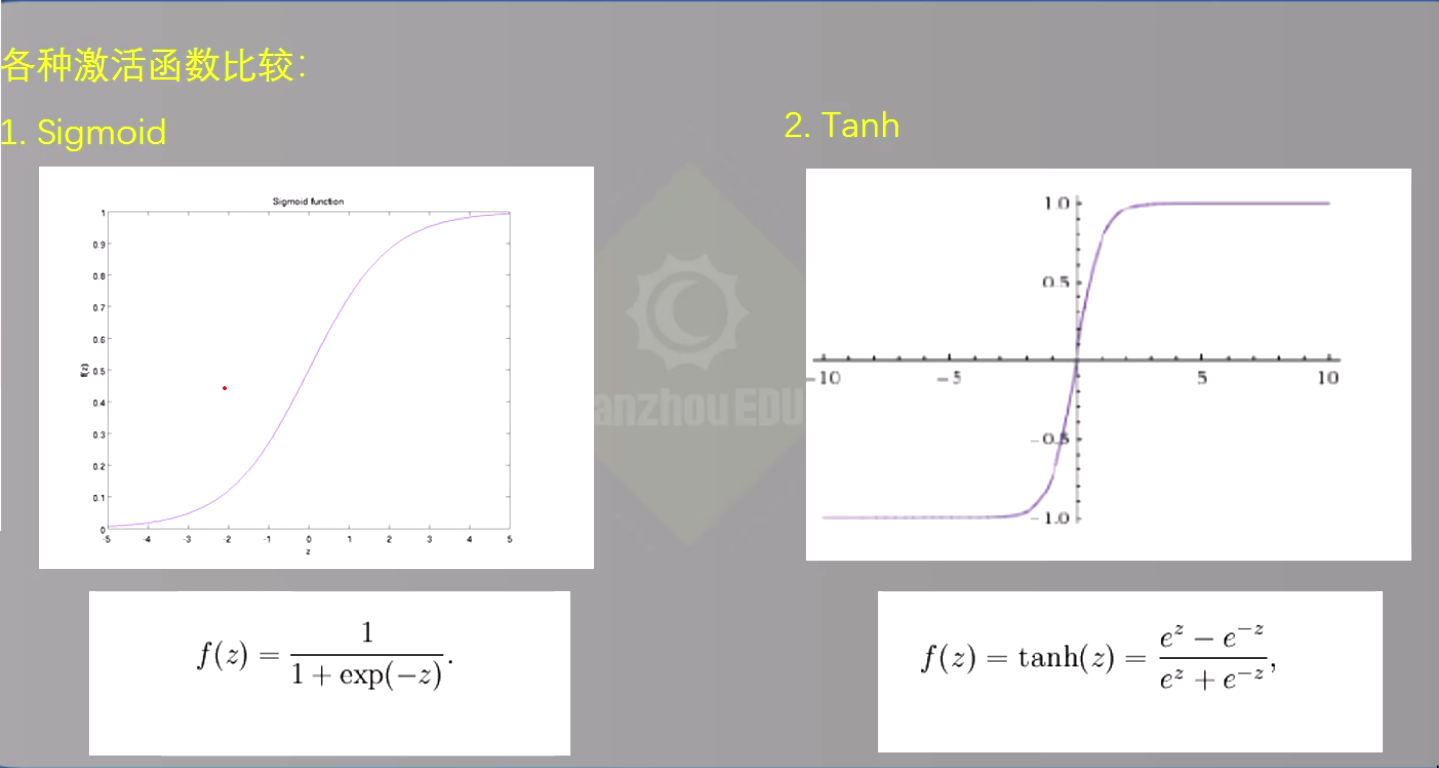 各种激活函数比较：
1. Sigmoid
2. Tanh
Sigmoid function
1
0.9
0.8
0.7
0.6
0.5
0.4
0.3
0.2
0.1
0
f(z)
-5 -4 -3 -2 -1 0 1 2 3 4 5
z
1.0
0.5
-10 -5 5 10
-0.5
-1.0
anzhou EDU
f(z) = 1 / (1 + exp(−z)).
f(z) = tanh(z) = (e^z − e^{−z}) / (e^z + e^{−z}),